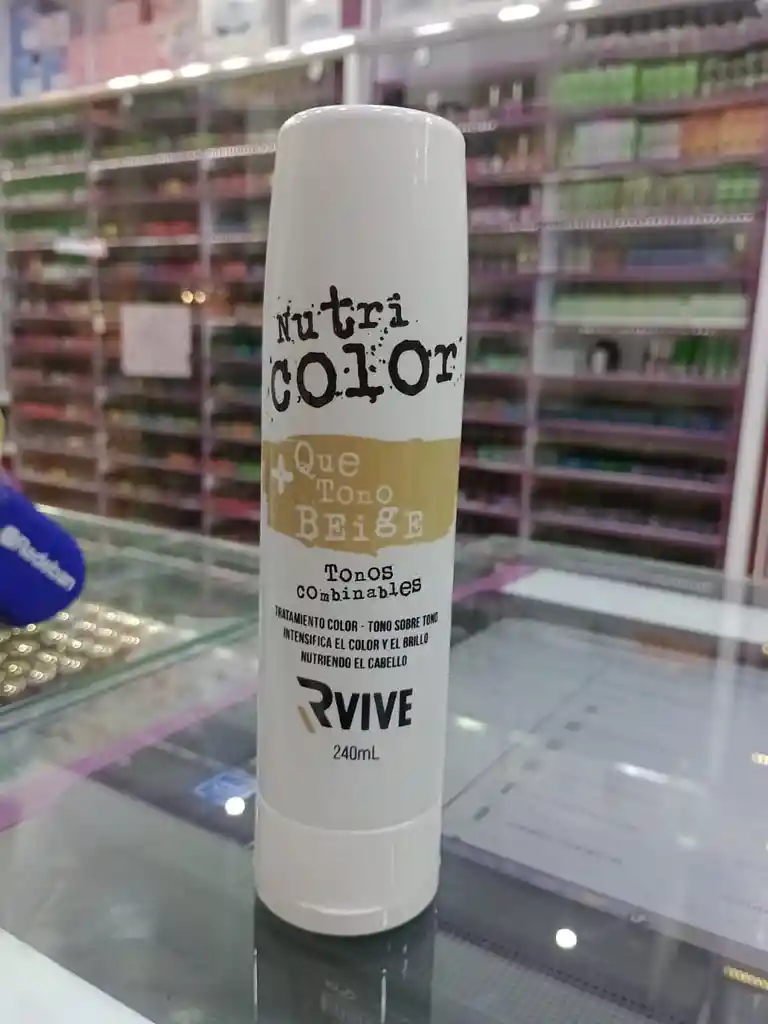 Nutri
color
+ Que
Tono
BEigE
Tonos
combinables
TRATAMIENTO COLOR - TONO SOBRE TONO
INTENSIFICA EL COLOR Y EL BRILLO
NUTRIENDO EL CABELLO
RVIVE
240mL